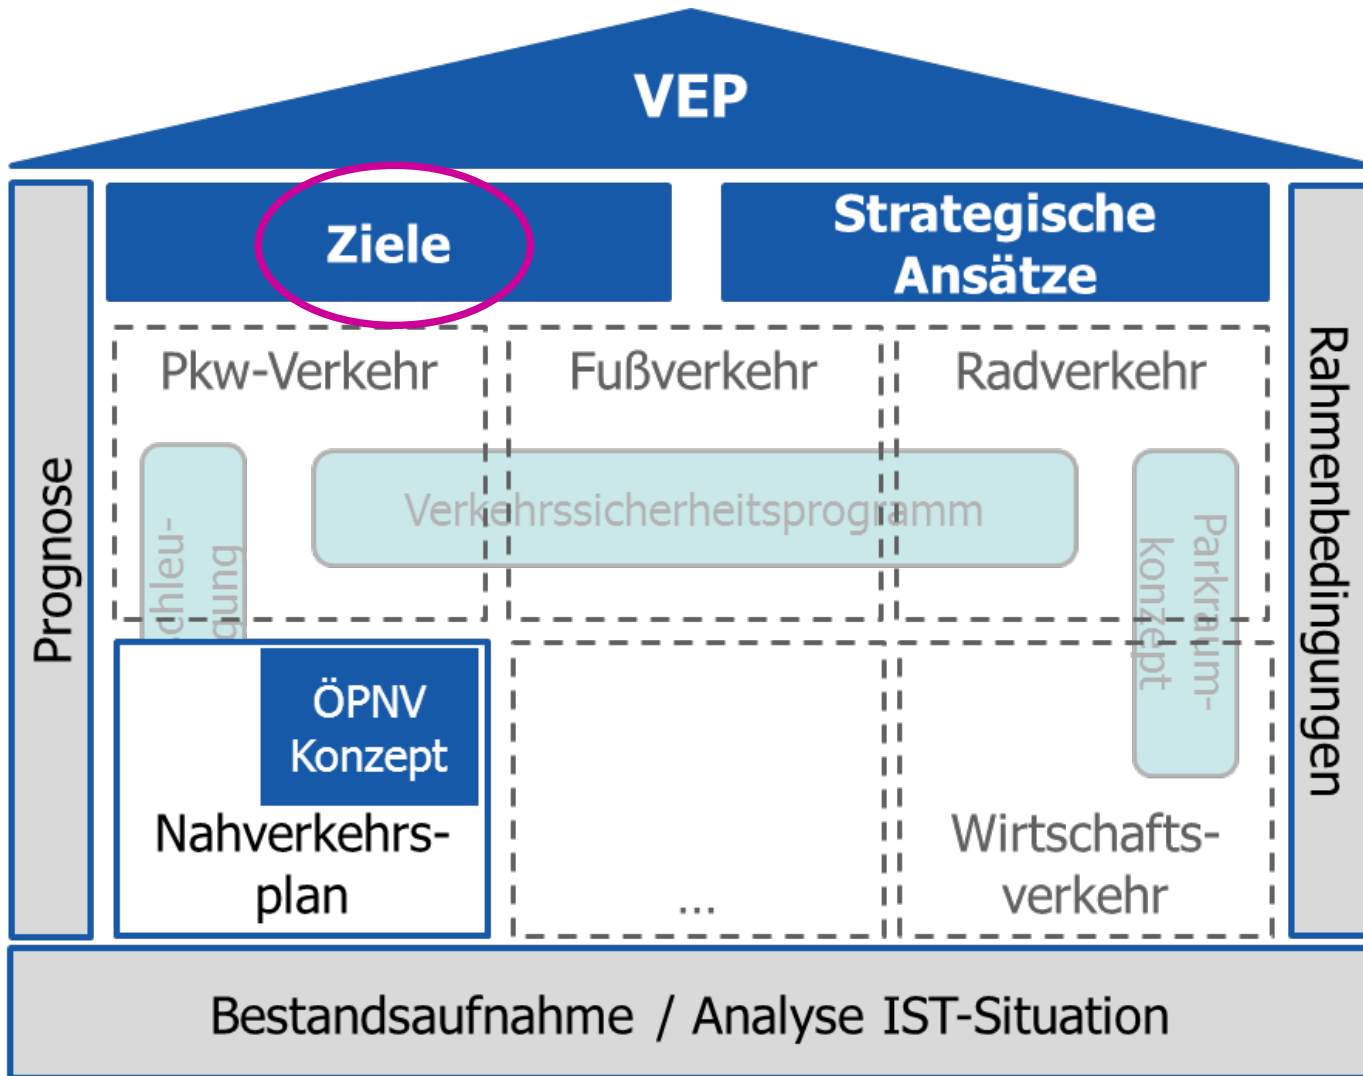 VEP
Ziele
Strategische
Ansätze
Prognose
Rahmenbedingungen
Pkw-Verkehr
Fußverkehr
Radverkehr
Verkehrssicherheitsprogramm
Parkraum-
konzept
ÖPNV
Konzept
Nahverkehrs-
plan
...
Wirtschafts-
verkehr
Bestandsaufnahme / Analyse IST-Situation